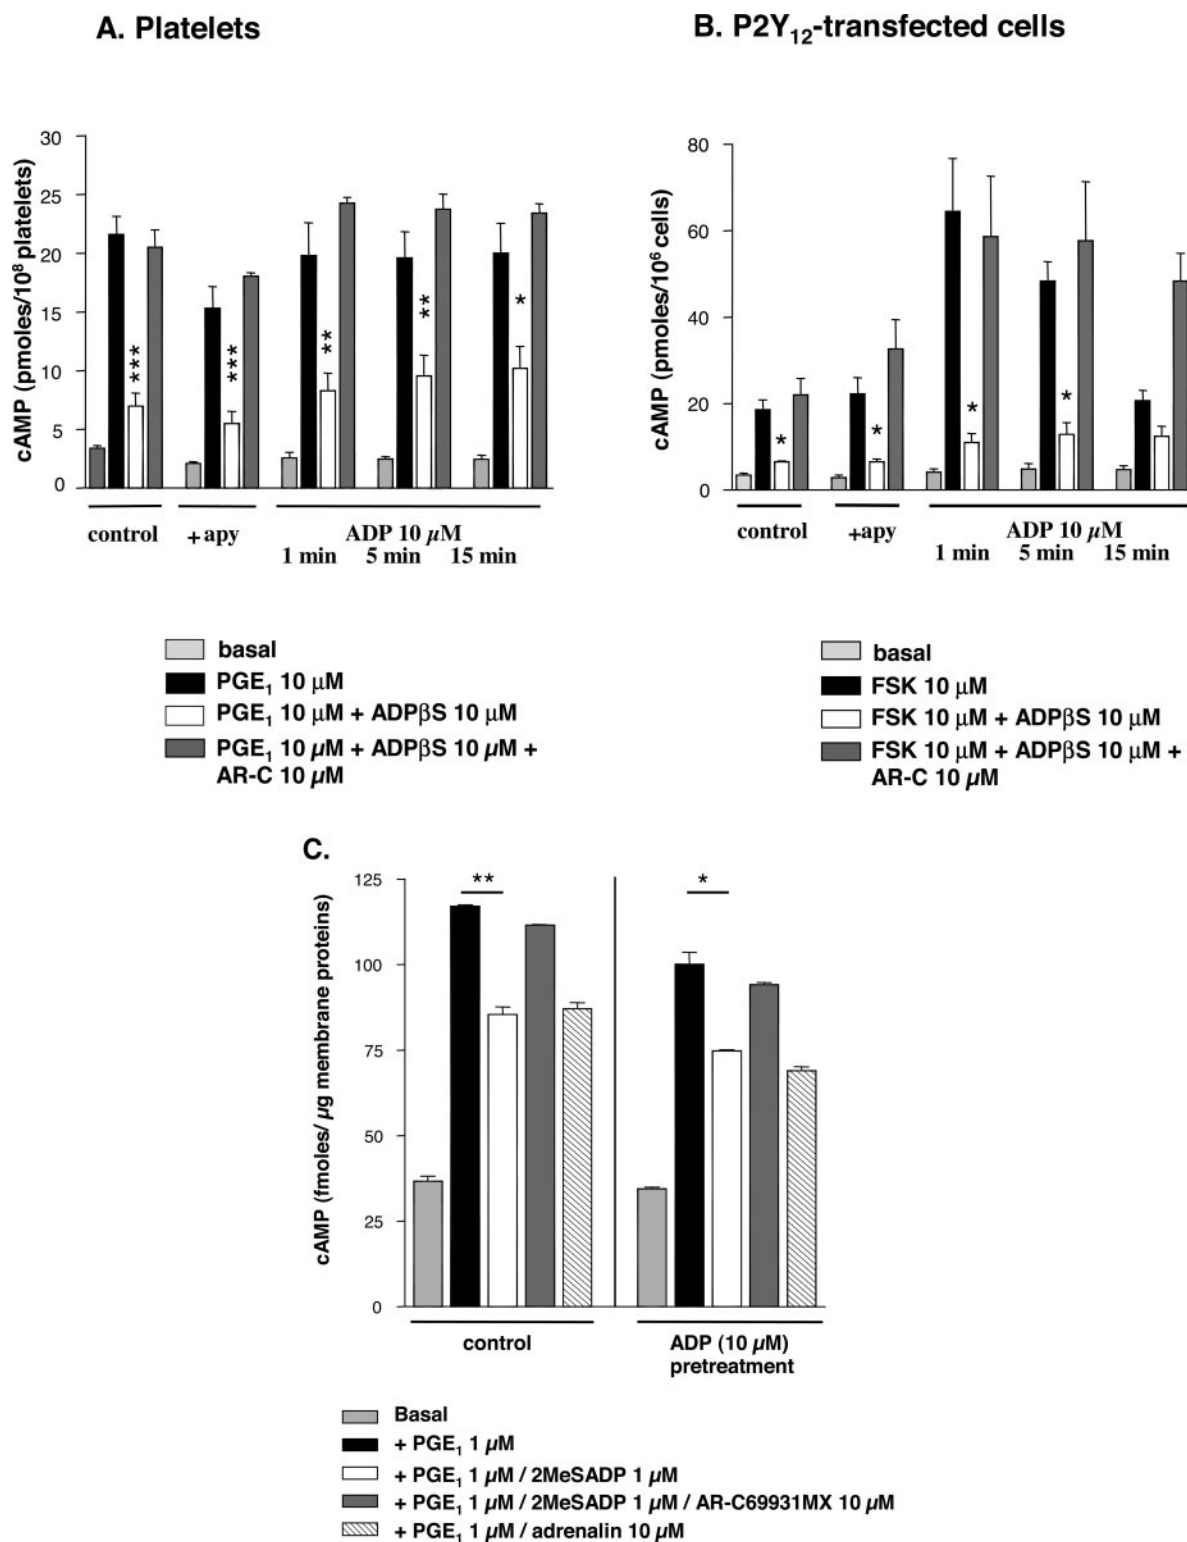 A. Platelets
B. P2Y12-transfected cells
cAMP (pmoles/10⁸ platelets)
30
25
20
15
10
5
0
***
***
**
**
*
control
+ apy
ADP 10 µM
1 min 5 min 15 min
basal
PGE₁ 10 µM
PGE₁ 10 µM + ADPβS 10 µM
PGE₁ 10 µM + ADPβS 10 µM +
AR-C 10 µM
cAMP (pmoles/10⁶ cells)
80
60
40
20
0
*
*
*
*
control
+apy
ADP 10 µM
1 min 5 min 15 min
basal
FSK 10 µM
FSK 10 µM + ADPβS 10 µM
FSK 10 µM + ADPβS 10 µM +
AR-C 10 µM
C.
cAMP (fmoles/ µg membrane proteins)
125
100
75
50
25
0
**
*
control
ADP (10 µM)
pretreatment
Basal
+ PGE₁ 1 µM
+ PGE₁ 1 µM / 2MeSADP 1 µM
+ PGE₁ 1 µM / 2MeSADP 1 µM / AR-C69931MX 10 µM
+ PGE₁ 1 µM / adrenalin 10 µM